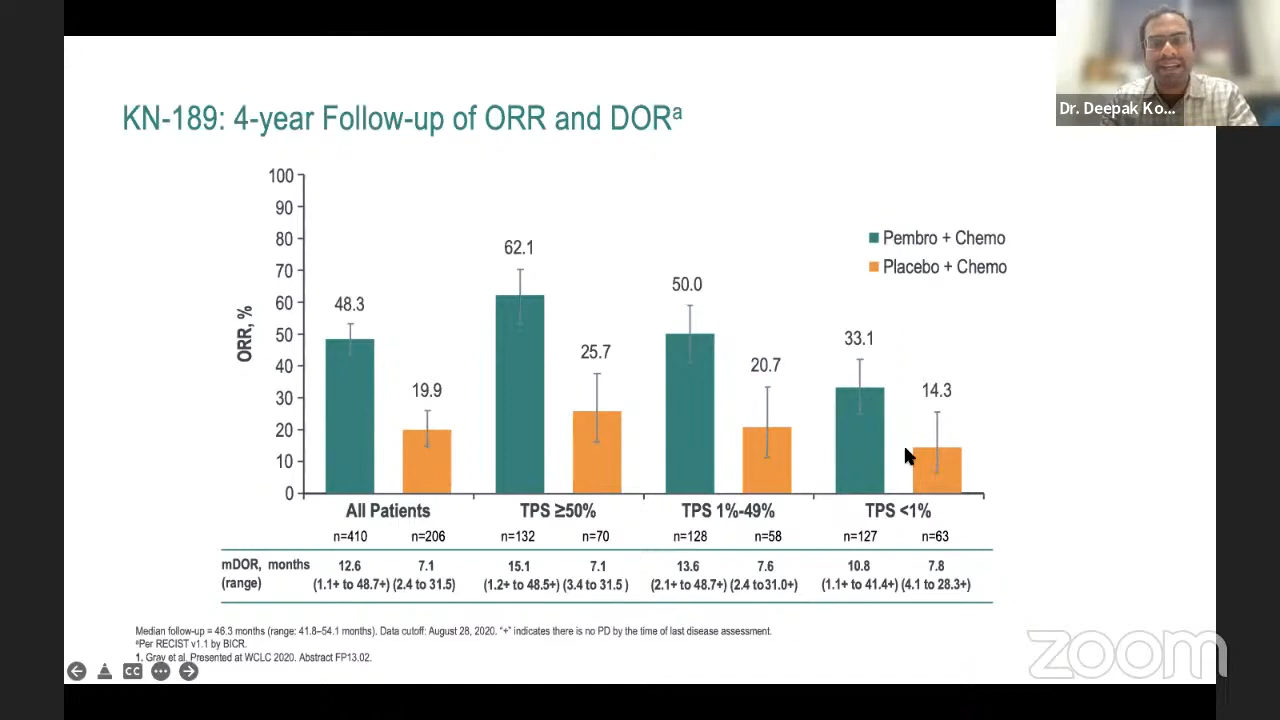 Dr. Deepak Ko...
KN-189: 4-year Follow-up of ORR and DORᵃ
ORR, %
100
90
80
70
60
50
40
30
20
10
0
Pembro + Chemo
Placebo + Chemo
48.3
19.9
62.1
25.7
50.0
20.7
33.1
14.3
All Patients TPS ≥50% TPS 1%-49% TPS <1%
n=410 n=206 n=132 n=70 n=128 n=58 n=127 n=63
mDOR, months 12.6 7.1 15.1 7.1 13.6 7.6 10.8 7.8
(range) (1.1+ to 48.7+) (2.4 to 31.5) (1.2+ to 48.5+) (3.4 to 31.5 ) (2.1+ to 48.7+) (2.4 to 31.0+) (1.1+ to 41.4+) (4.1 to 28.3+)
Median follow-up = 46.3 months (range: 41.8–54.1 months). Data cutoff: August 28, 2020. "+" indicates there is no PD by the time of last disease assessment.
ᵃPer RECIST v1.1 by BICR.
1. Gray et al. Presented at WCLC 2020. Abstract FP13.02.
CC
zoom